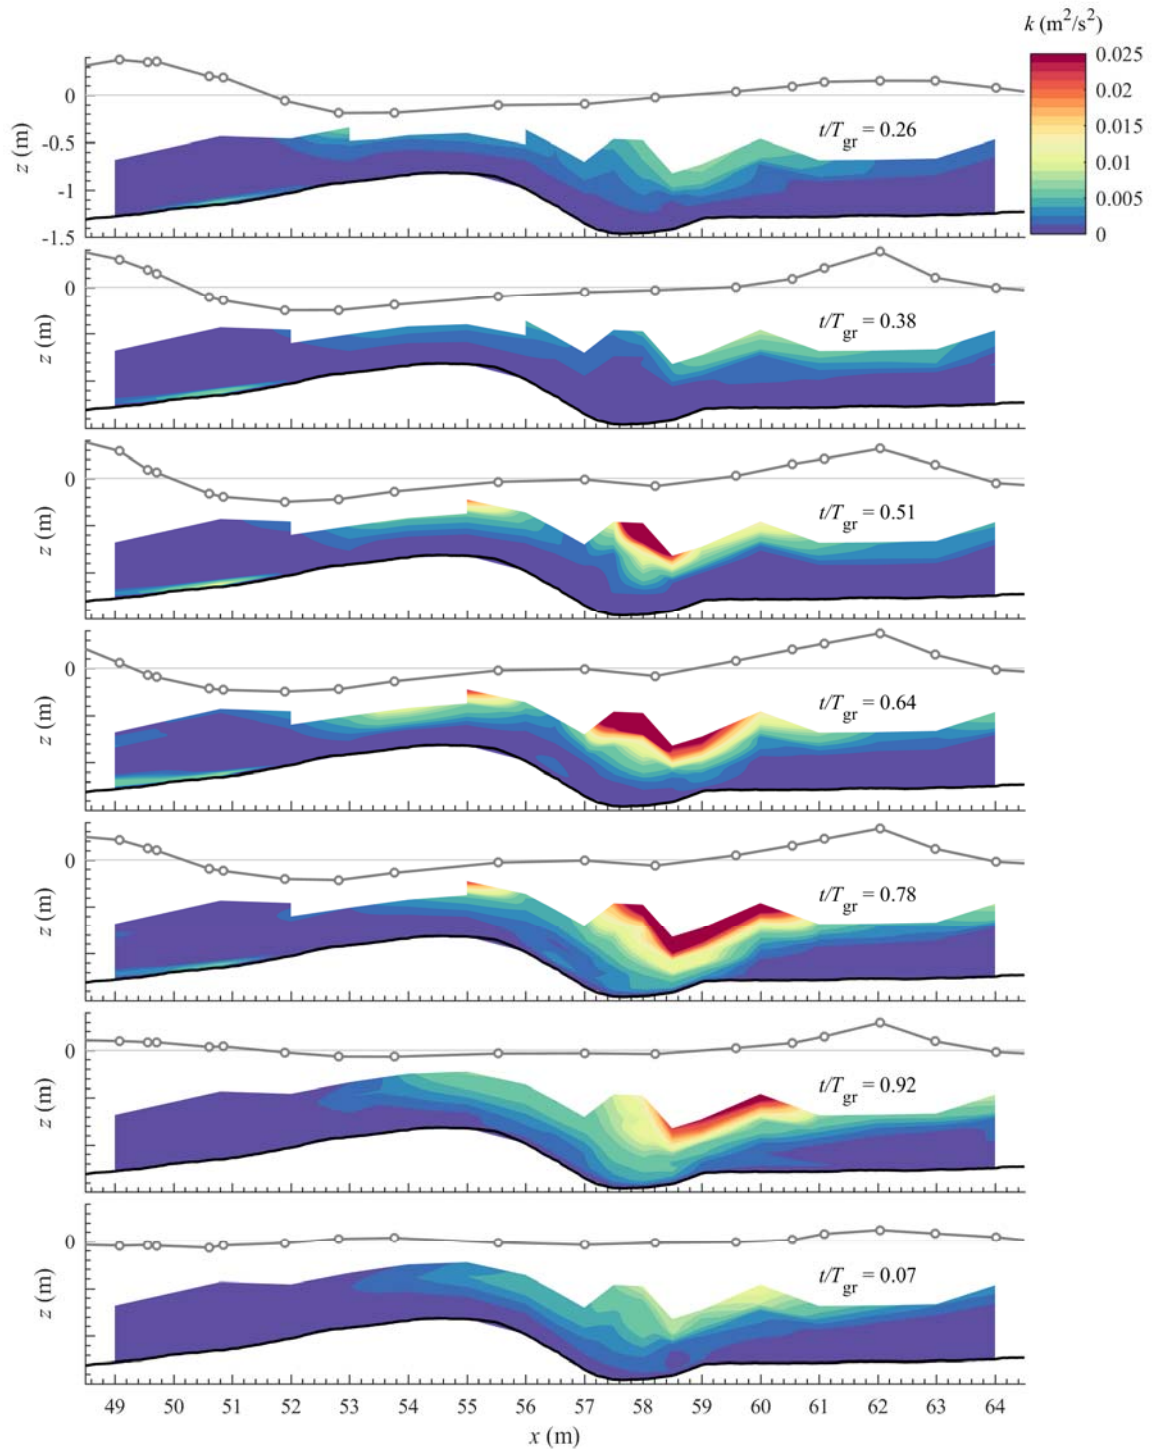 k (m²/s²)
0.025
0.02
0.015
0.01
0.005
0
z (m)
0
-0.5
-1
-1.5
t/Tgr = 0.26
z (m)
0
t/Tgr = 0.38
z (m)
0
t/Tgr = 0.51
z (m)
0
t/Tgr = 0.64
z (m)
0
t/Tgr = 0.78
z (m)
0
t/Tgr = 0.92
z (m)
0
t/Tgr = 0.07
49 50 51 52 53 54 55 56 57 58 59 60 61 62 63 64
x (m)